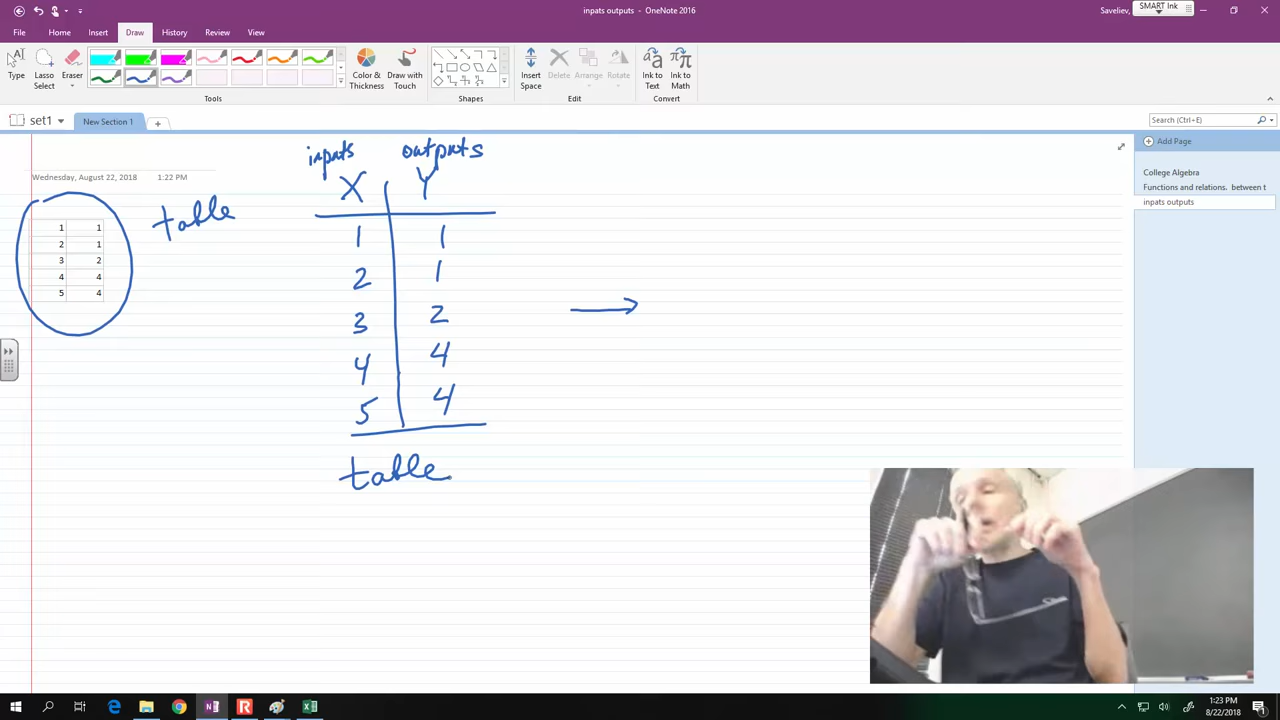 inpats outputs - OneNote 2016
Saveliev,
SMART Ink
File Home Insert Draw History Review View
Type
Lasso Select
Eraser
Color & Thickness
Draw with Touch
Insert Space
Delete
Arrange
Rotate
Ink to Text
Ink to Math
Tools
Shapes
Edit
Convert
set1
New Section 1
Search (Ctrl+E)
Add Page
College Algebra
Functions and relations. between t
inpats outputs
Wednesday, August 22, 2018 1:22 PM
1 1
2 1
3 2
4 4
5 4
table
inputs outputs
X Y
1 1
2 1
3 2
4 4
5 4
table
1:23 PM
8/22/2018